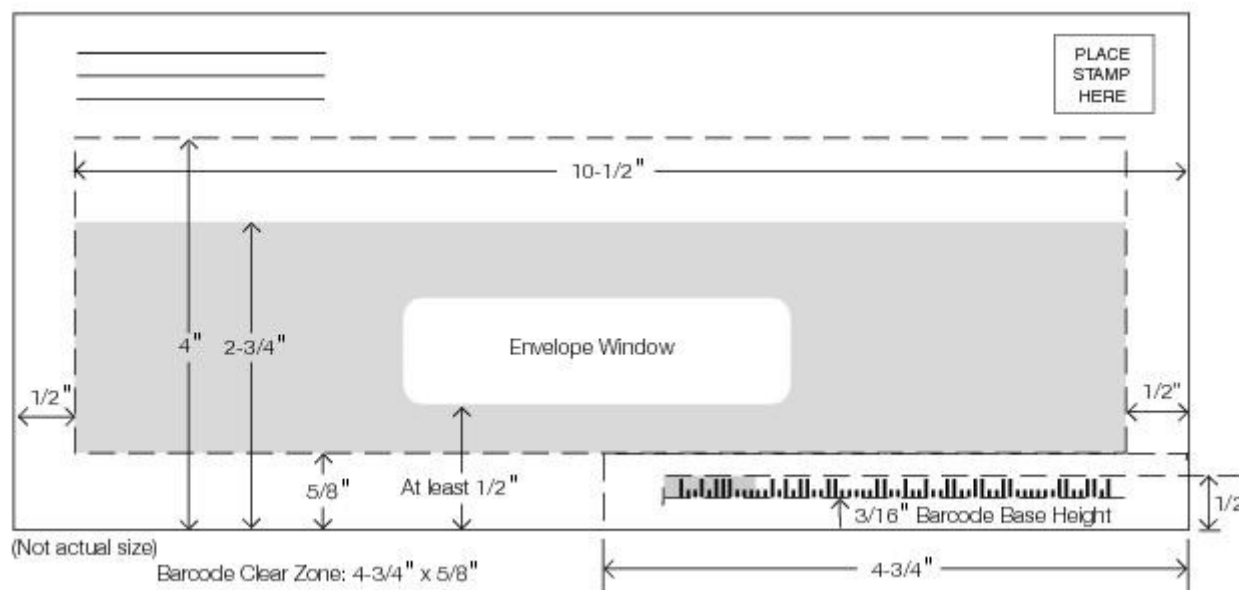 PLACE
STAMP
HERE
10-1/2"
4"
2-3/4"
Envelope Window
1/2"
1/2"
5/8"
At least 1/2"
1/2
3/16" Barcode Base Height
(Not actual size)
Barcode Clear Zone: 4-3/4" x 5/8"
4-3/4"